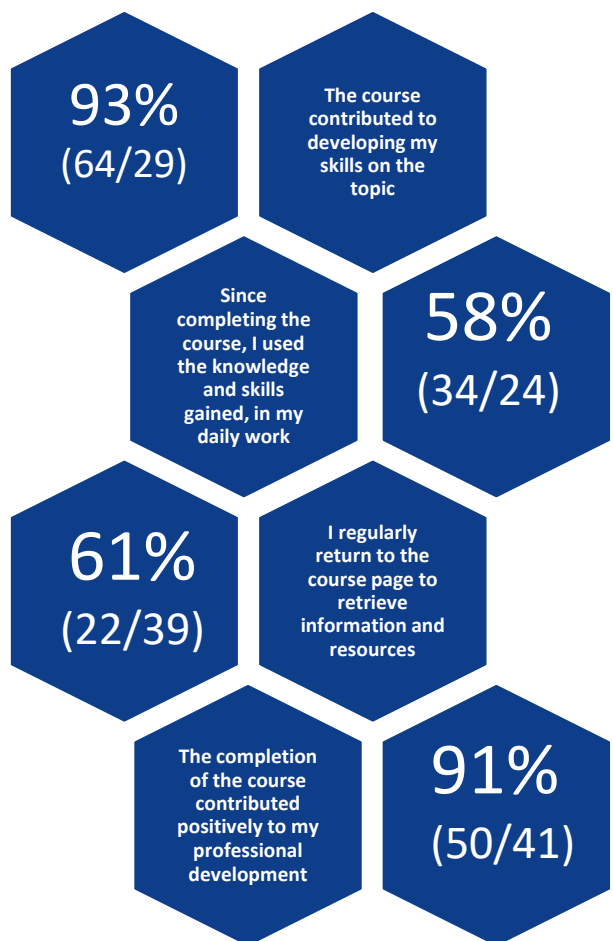 93%
(64/29)
The course
contributed to
developing my
skills on the
topic
Since
completing the
course, I used
the knowledge
and skills
gained, in my
daily work
58%
(34/24)
61%
(22/39)
I regularly
return to the
course page to
retrieve
information and
resources
The completion
of the course
contributed
positively to my
professional
development
91%
(50/41)